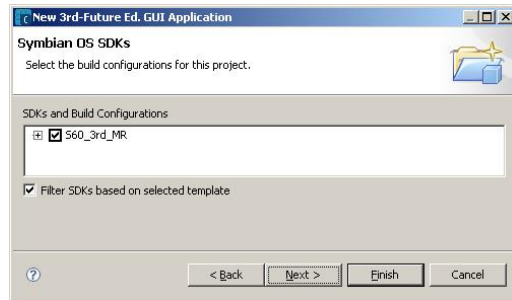 New 3rd-Future Ed. GUI Application
Symbian OS SDKs
Select the build configurations for this project.
SDKs and Build Configurations
S60_3rd_MR
Filter SDKs based on selected template
< Back Next > Finish Cancel